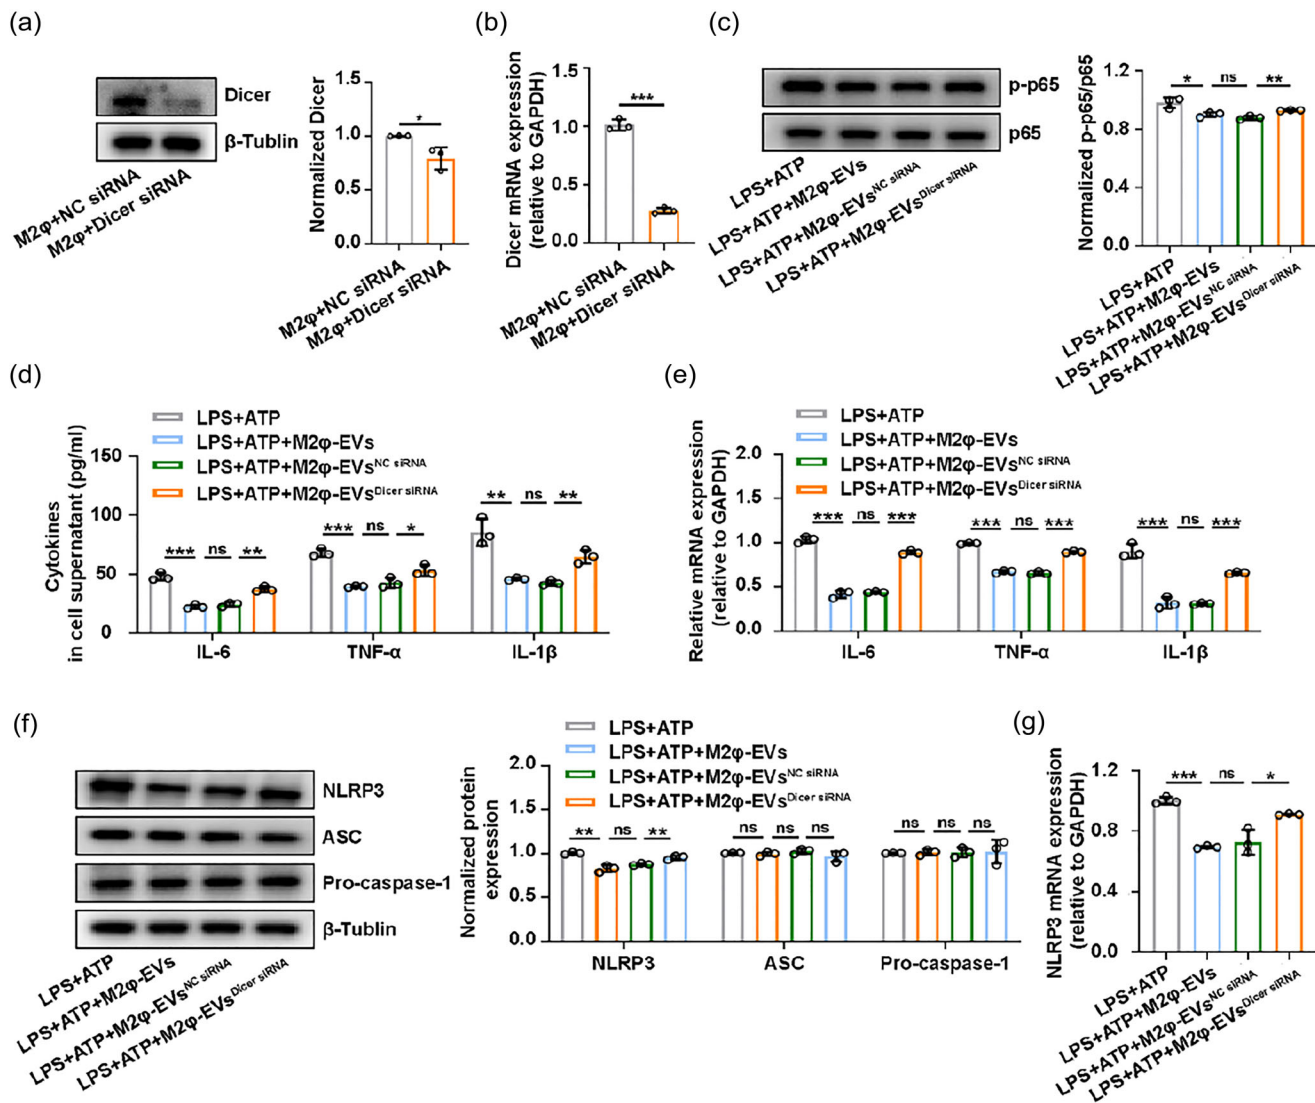 (a)
Dicer
β-Tublin
M2φ+NC siRNA
M2φ+Dicer siRNA
Normalized Dicer
1.5
1.0
0.5
0.0
*
M2φ+NC siRNA
M2φ+Dicer siRNA
(b)
Dicer mRNA expression
(relative to GAPDH)
1.5
1.0
0.5
0.0
***
M2φ+NC siRNA
M2φ+Dicer siRNA
(c)
p-p65
p65
LPS+ATP
LPS+ATP+M2φ-EVs
LPS+ATP+M2φ-EVsNC siRNA
LPS+ATP+M2φ-EVsDicer siRNA
Normalized p-p65/p65
1.2
0.8
0.4
0.0
* ns **
LPS+ATP
LPS+ATP+M2φ-EVs
LPS+ATP+M2φ-EVsNC siRNA
LPS+ATP+M2φ-EVsDicer siRNA
(d)
LPS+ATP
LPS+ATP+M2φ-EVs
LPS+ATP+M2φ-EVsNC siRNA
LPS+ATP+M2φ-EVsDicer siRNA
Cytokines
in cell supernatant (pg/ml)
150
100
50
0
*** ns **
*** ns *
** ns **
IL-6 TNF-α IL-1β
(e)
LPS+ATP
LPS+ATP+M2φ-EVs
LPS+ATP+M2φ-EVsNC siRNA
LPS+ATP+M2φ-EVsDicer siRNA
Relative mRNA expression
(relative to GAPDH)
2.0
1.5
1.0
0.5
0.0
*** ns ***
*** ns ***
*** ns ***
IL-6 TNF-α IL-1β
(f)
NLRP3
ASC
Pro-caspase-1
β-Tublin
LPS+ATP
LPS+ATP+M2φ-EVs
LPS+ATP+M2φ-EVsNC siRNA
LPS+ATP+M2φ-EVsDicer siRNA
LPS+ATP
LPS+ATP+M2φ-EVs
LPS+ATP+M2φ-EVsNC siRNA
LPS+ATP+M2φ-EVsDicer siRNA
Normalized protein
expression
2.0
1.5
1.0
0.5
0.0
** ns **
ns ns ns
ns ns ns
NLRP3 ASC Pro-caspase-1
(g)
NLRP3 mRNA expression
(relative to GAPDH)
1.2
0.8
0.4
0.0
*** ns *
LPS+ATP
LPS+ATP+M2φ-EVs
LPS+ATP+M2φ-EVsNC siRNA
LPS+ATP+M2φ-EVsDicer siRNA